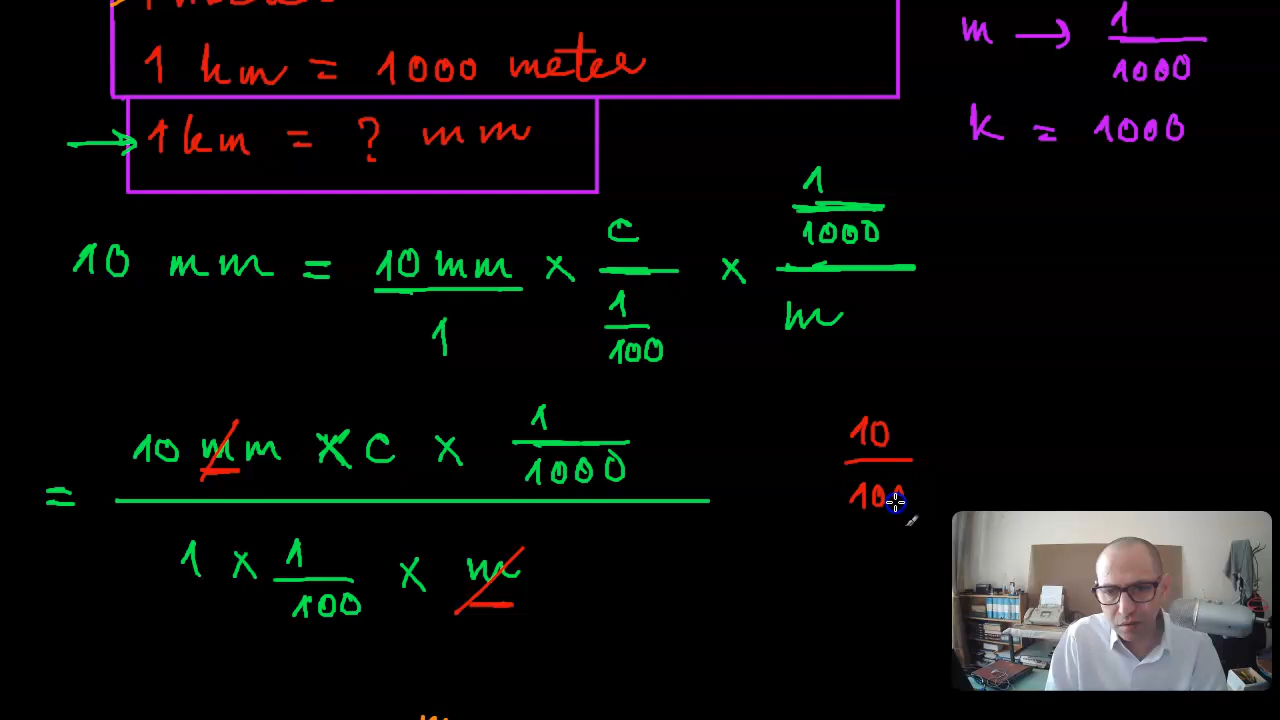 1 km = 1000 meter
1 km = ? mm
m → 1/1000
k = 1000
10 mm = 10 mm/1 × c/(1/100) × (1/1000)/m
= (10 mm × c × 1/1000)/(1 × 1/100 × m)
10/100